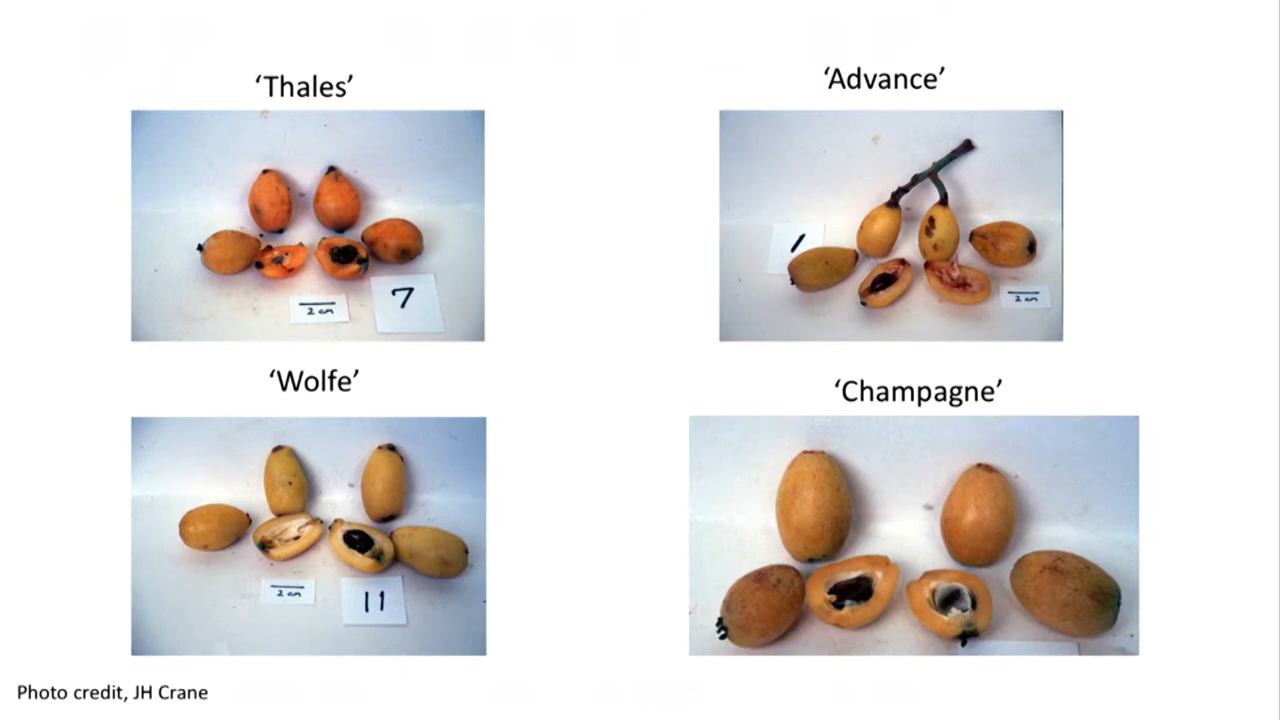 ‘Thales’
‘Advance’
2 cm
7
1
2 cm
‘Wolfe’
‘Champagne’
2 cm
11
Photo credit, JH Crane